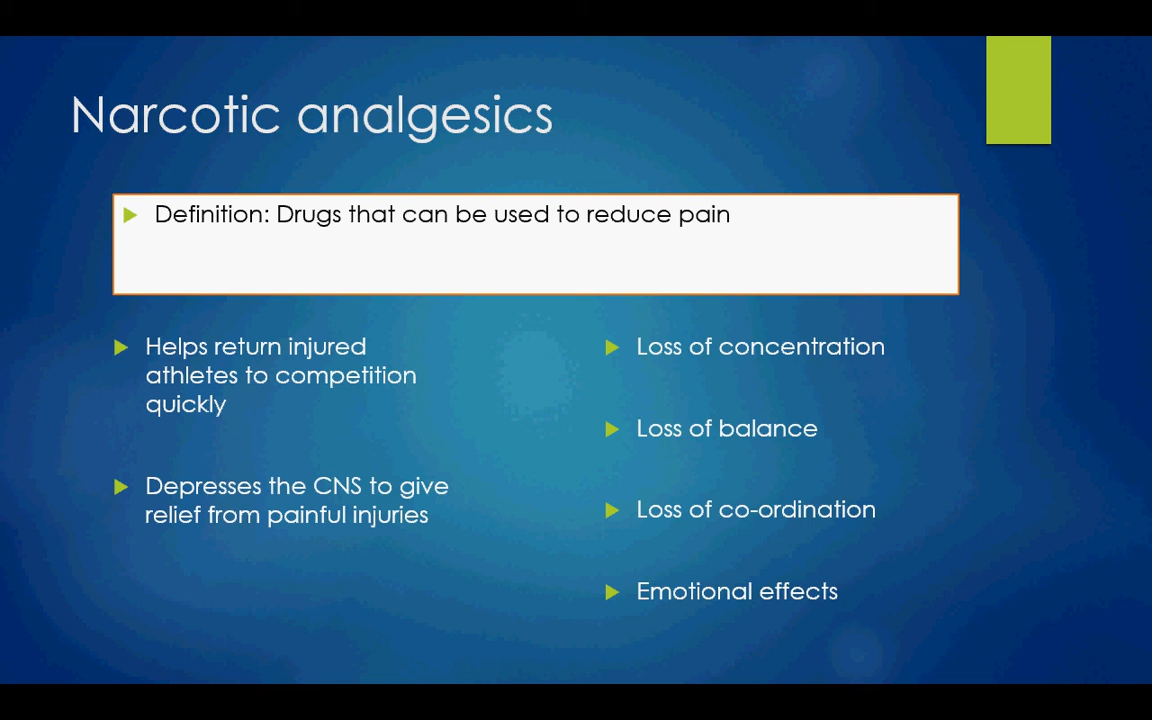 Narcotic analgesics
Definition: Drugs that can be used to reduce pain
Helps return injured
athletes to competition
quickly
Depresses the CNS to give
relief from painful injuries
Loss of concentration
Loss of balance
Loss of co-ordination
Emotional effects